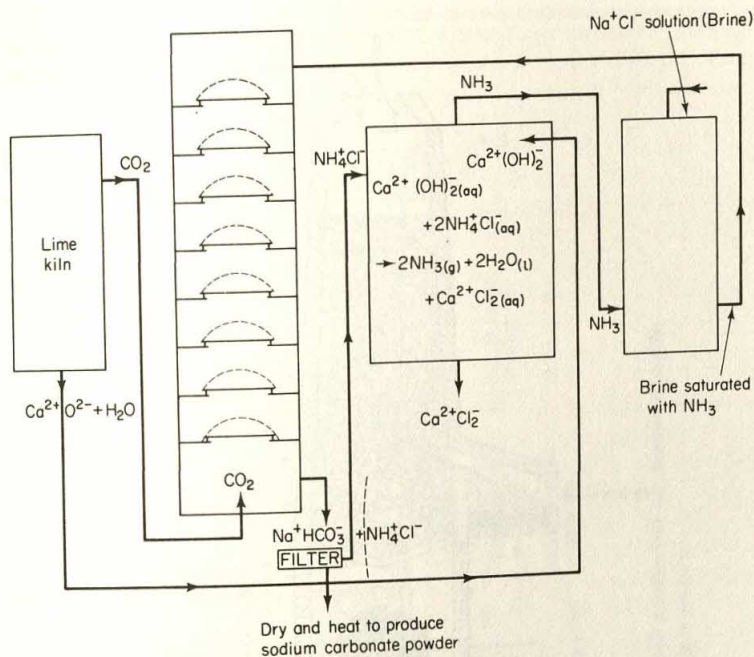 Na⁺Cl⁻ solution (Brine)
NH₃
CO₂
NH₄⁺Cl⁻
Ca²⁺(OH)₂⁻
Ca²⁺ (OH)₂⁻(aq)
+2NH₄⁺Cl⁻(aq)
→2NH₃(g) + 2H₂O(l)
+Ca²⁺Cl₂⁻(aq)
Lime
kiln
NH₃
Ca²⁺O²⁻+H₂O
Ca²⁺Cl₂⁻
Brine saturated
with NH₃
CO₂
Na⁺HCO₃⁻ + NH₄⁺Cl⁻
FILTER
Dry and heat to produce
sodium carbonate powder